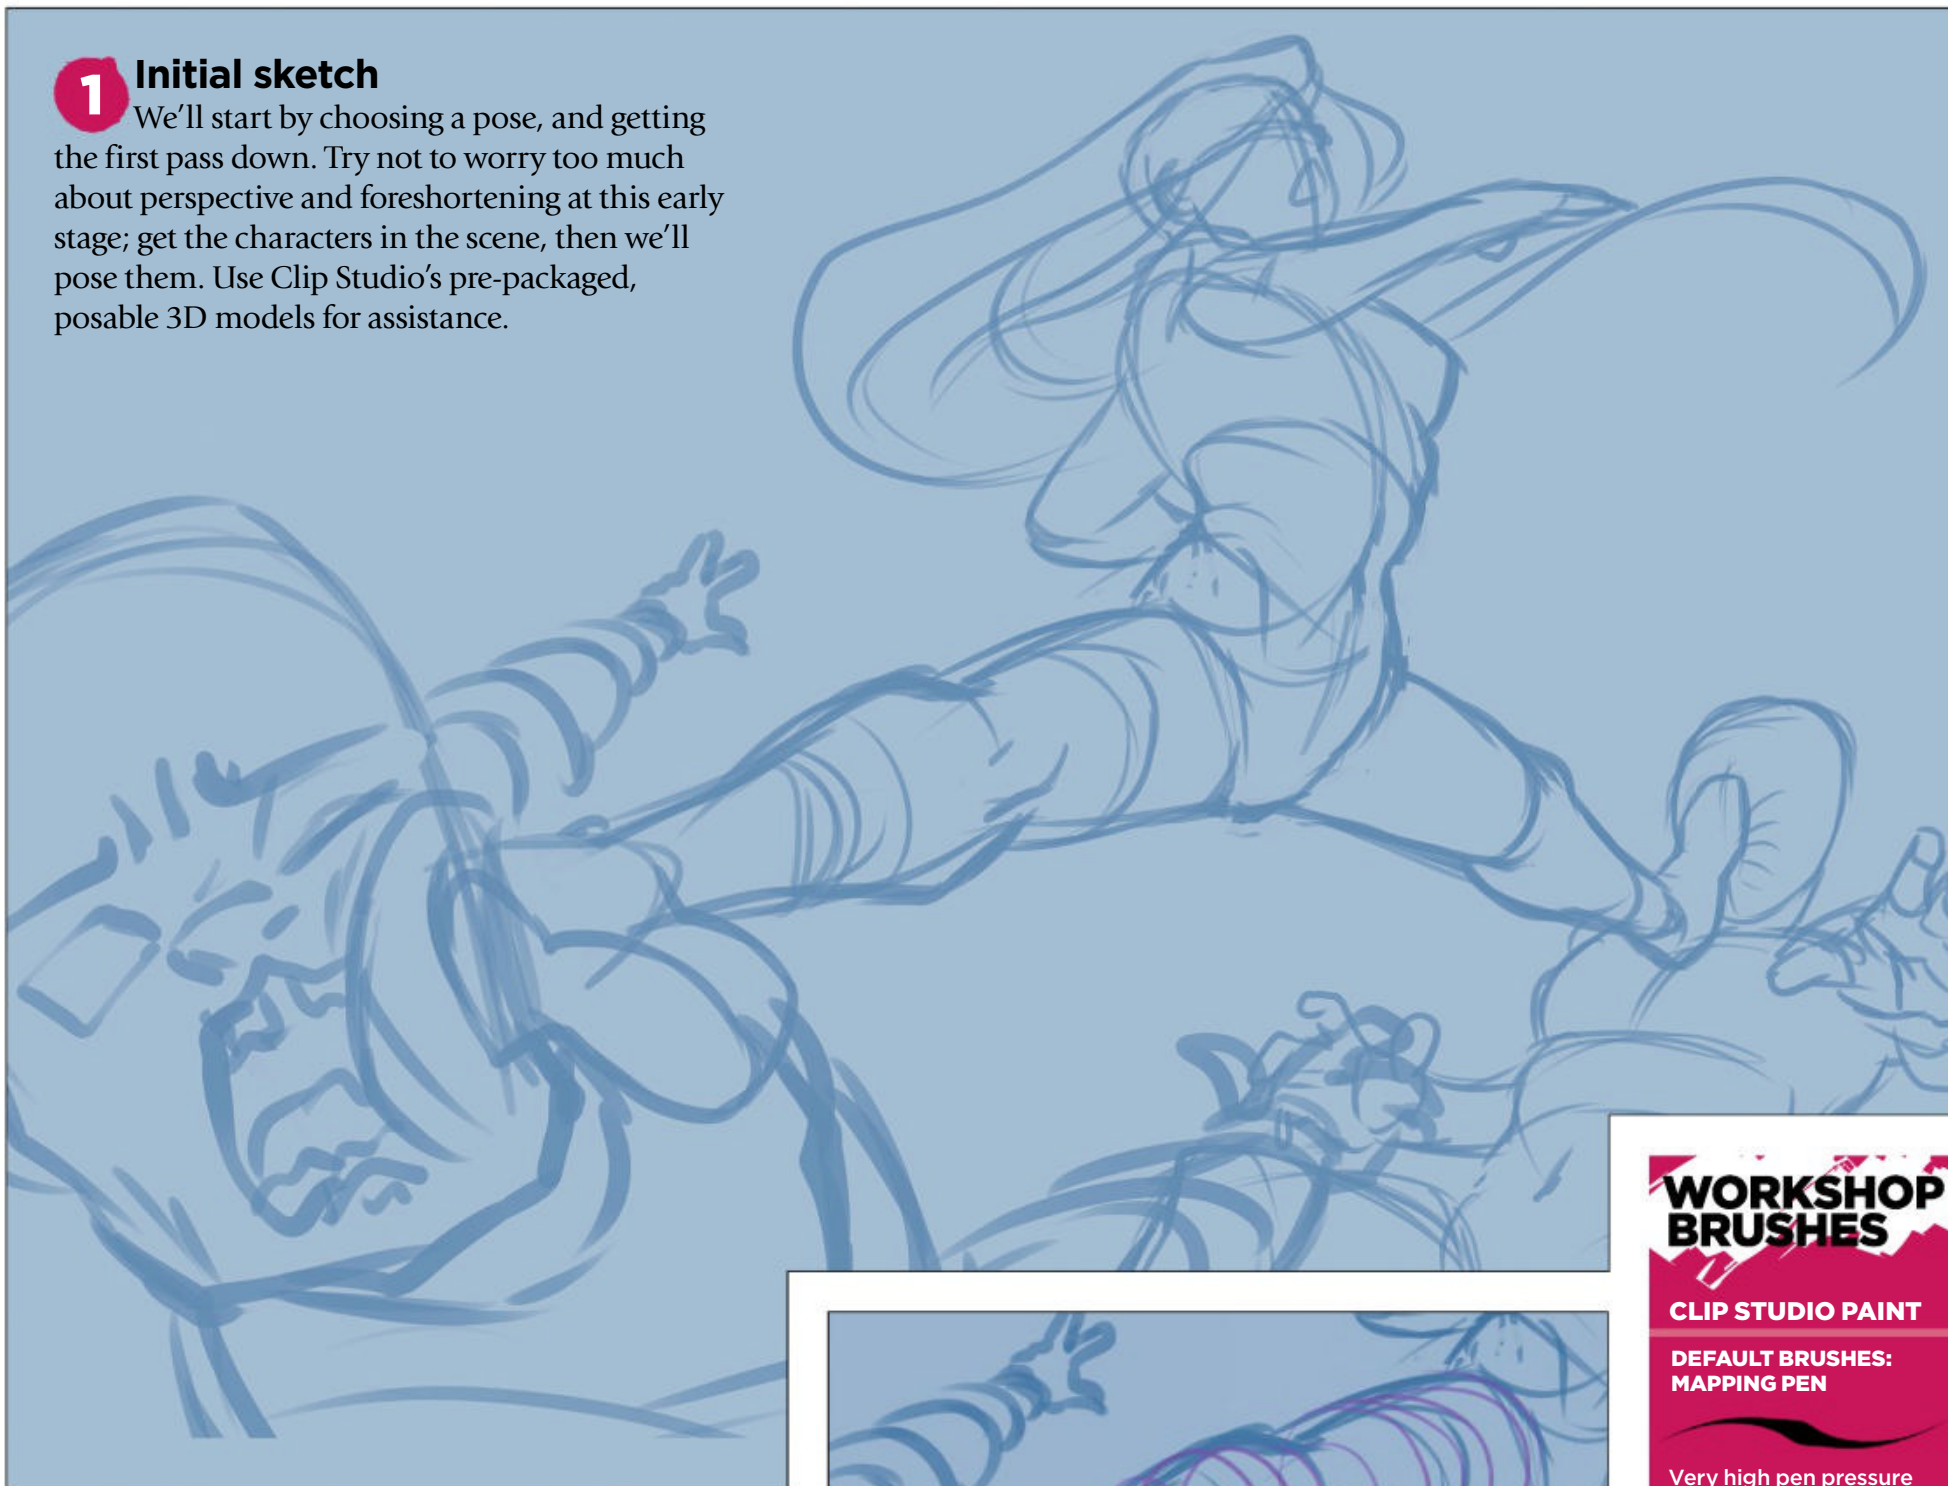 1 Initial sketch
We'll start by choosing a pose, and getting
the first pass down. Try not to worry too much
about perspective and foreshortening at this early
stage; get the characters in the scene, then we'll
pose them. Use Clip Studio's pre-packaged,
posable 3D models for assistance.
WORKSHOP
BRUSHES
CLIP STUDIO PAINT
DEFAULT BRUSHES:
MAPPING PEN
Very high pen pressure